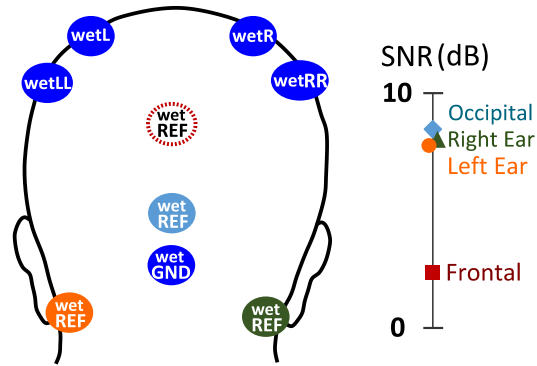 wetL
wetR
wetLL
wetRR
wet
REF
wet
REF
wet
GND
wet
REF
wet
REF
SNR (dB)
10
Occipital
Right Ear
Left Ear
Frontal
0